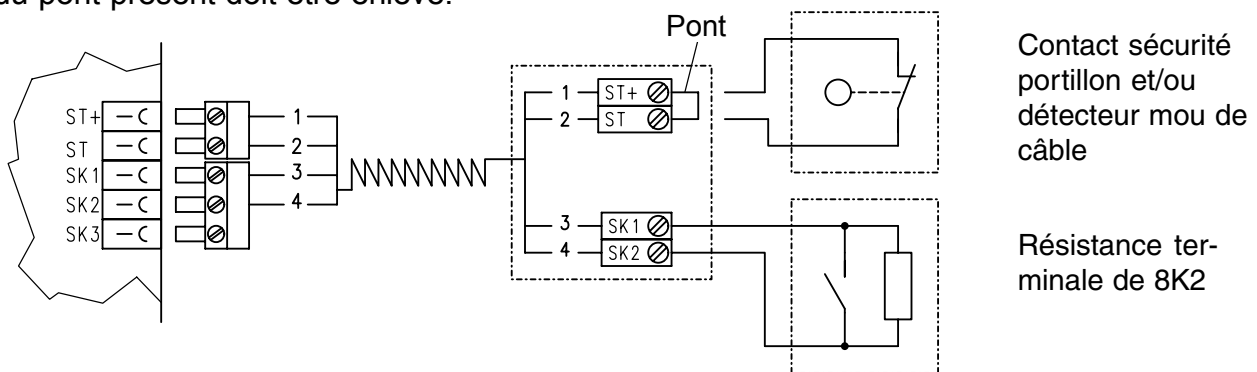 au pont présent doit être enlevé.
Pont
Contact sécurité
portillon et/ou
détecteur mou de
câble
ST+
ST
SK1
SK2
SK3
1
2
3
4
1 ST+
2 ST
3 SK1
4 SK2
Résistance ter-
minale de 8K2